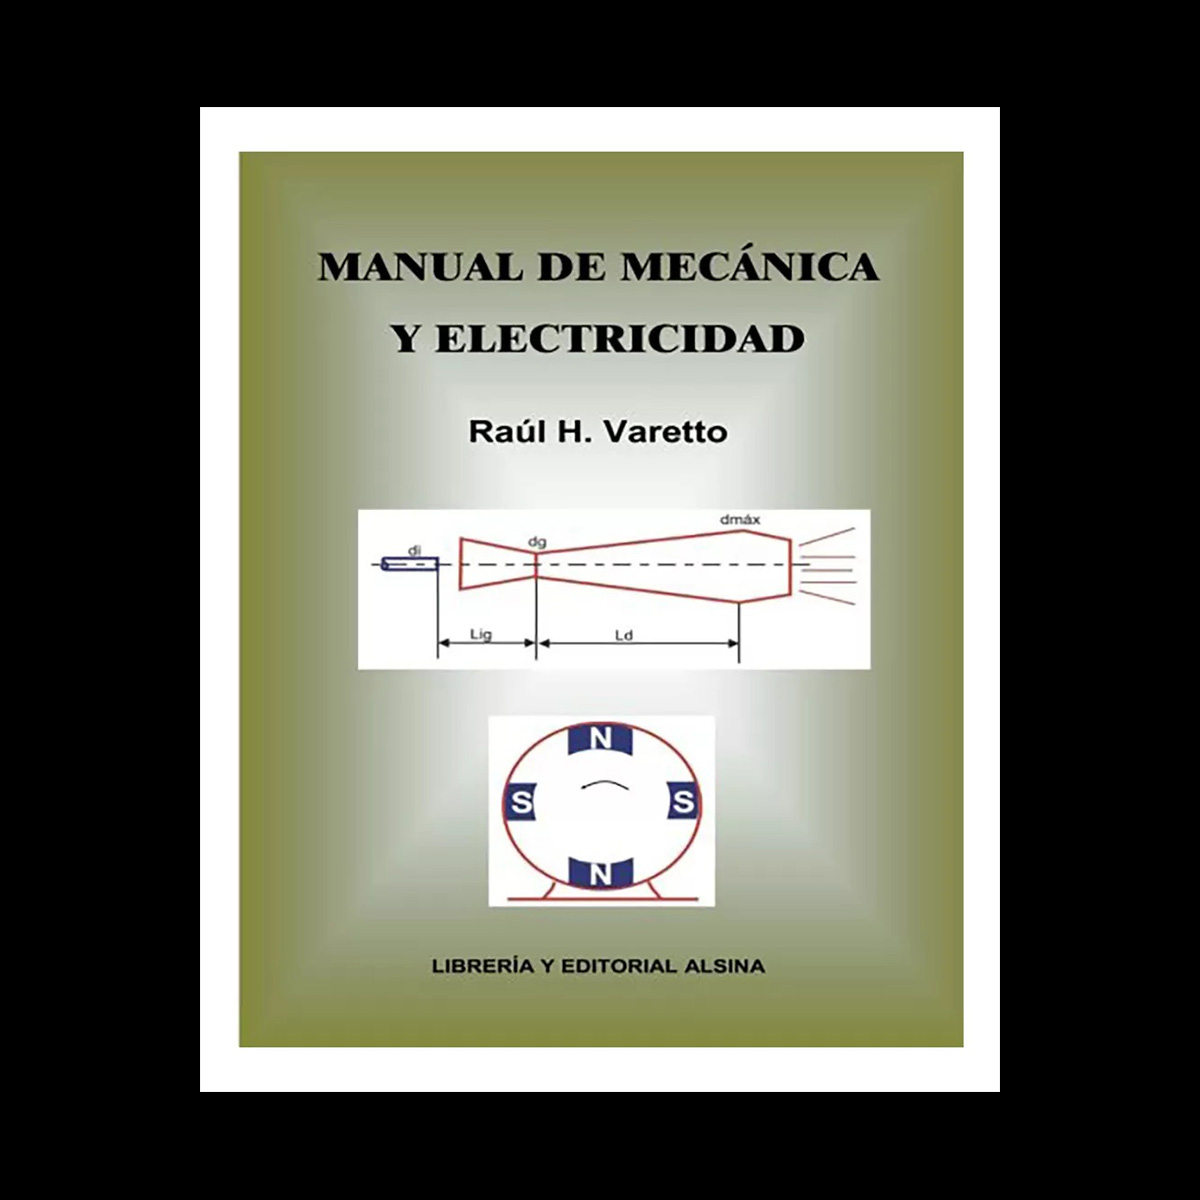 MANUAL DE MECÁNICA
Y ELECTRICIDAD
Raúl H. Varetto
dmáx
dg
di
Lig
Ld
N
S
S
N
LIBRERÍA Y EDITORIAL ALSINA